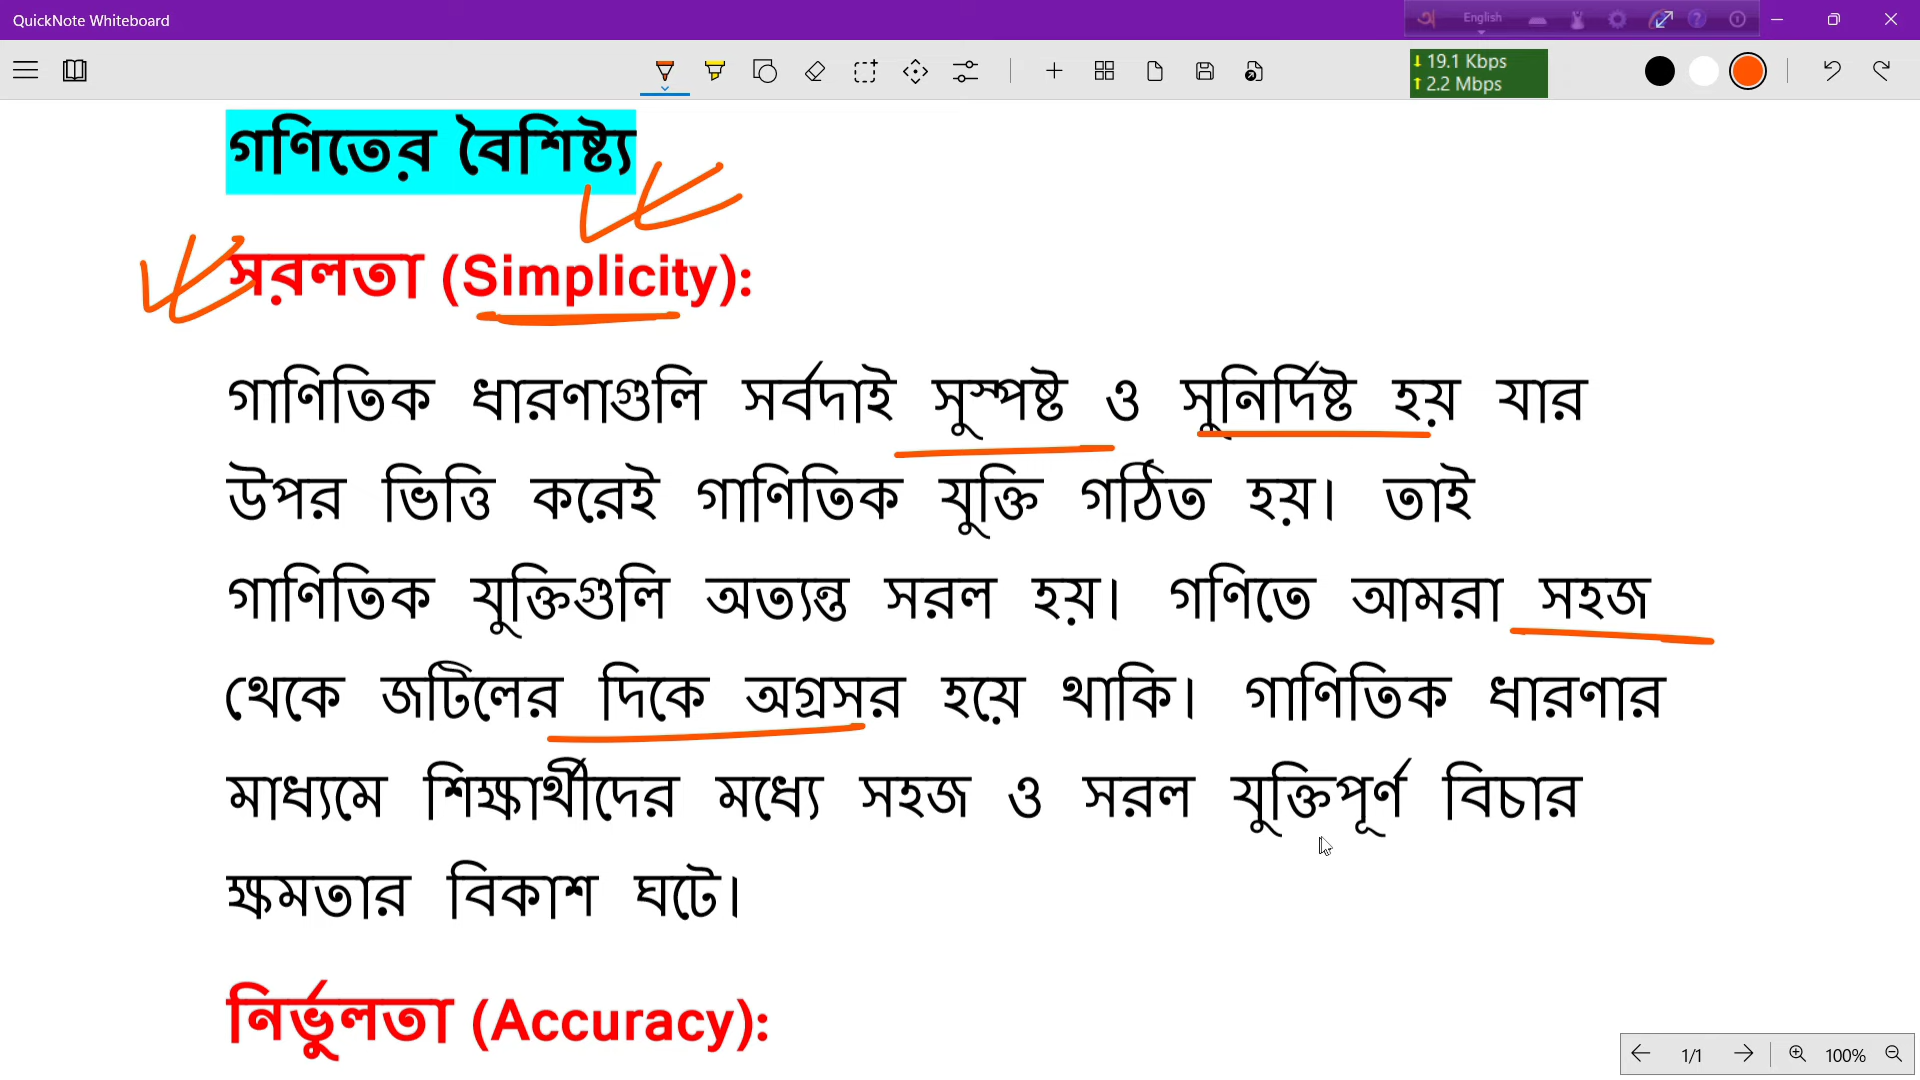 QuickNote Whiteboard
English
19.1 Kbps
2.2 Mbps
গণিতের বৈশিষ্ট্য
সরলতা (Simplicity):
গাণিতিক ধারণাগুলি সর্বদাই সুস্পষ্ট ও সুনির্দিষ্ট হয় যার
উপর ভিত্তি করেই গাণিতিক যুক্তি গঠিত হয়। তাই
গাণিতিক যুক্তিগুলি অত্যন্ত সরল হয়। গণিতে আমরা সহজ
থেকে জটিলের দিকে অগ্রসর হয়ে থাকি। গাণিতিক ধারণার
মাধ্যমে শিক্ষার্থীদের মধ্যে সহজ ও সরল যুক্তিপূর্ণ বিচার
ক্ষমতার বিকাশ ঘটে।
নির্ভুলতা (Accuracy):
1/1
100%